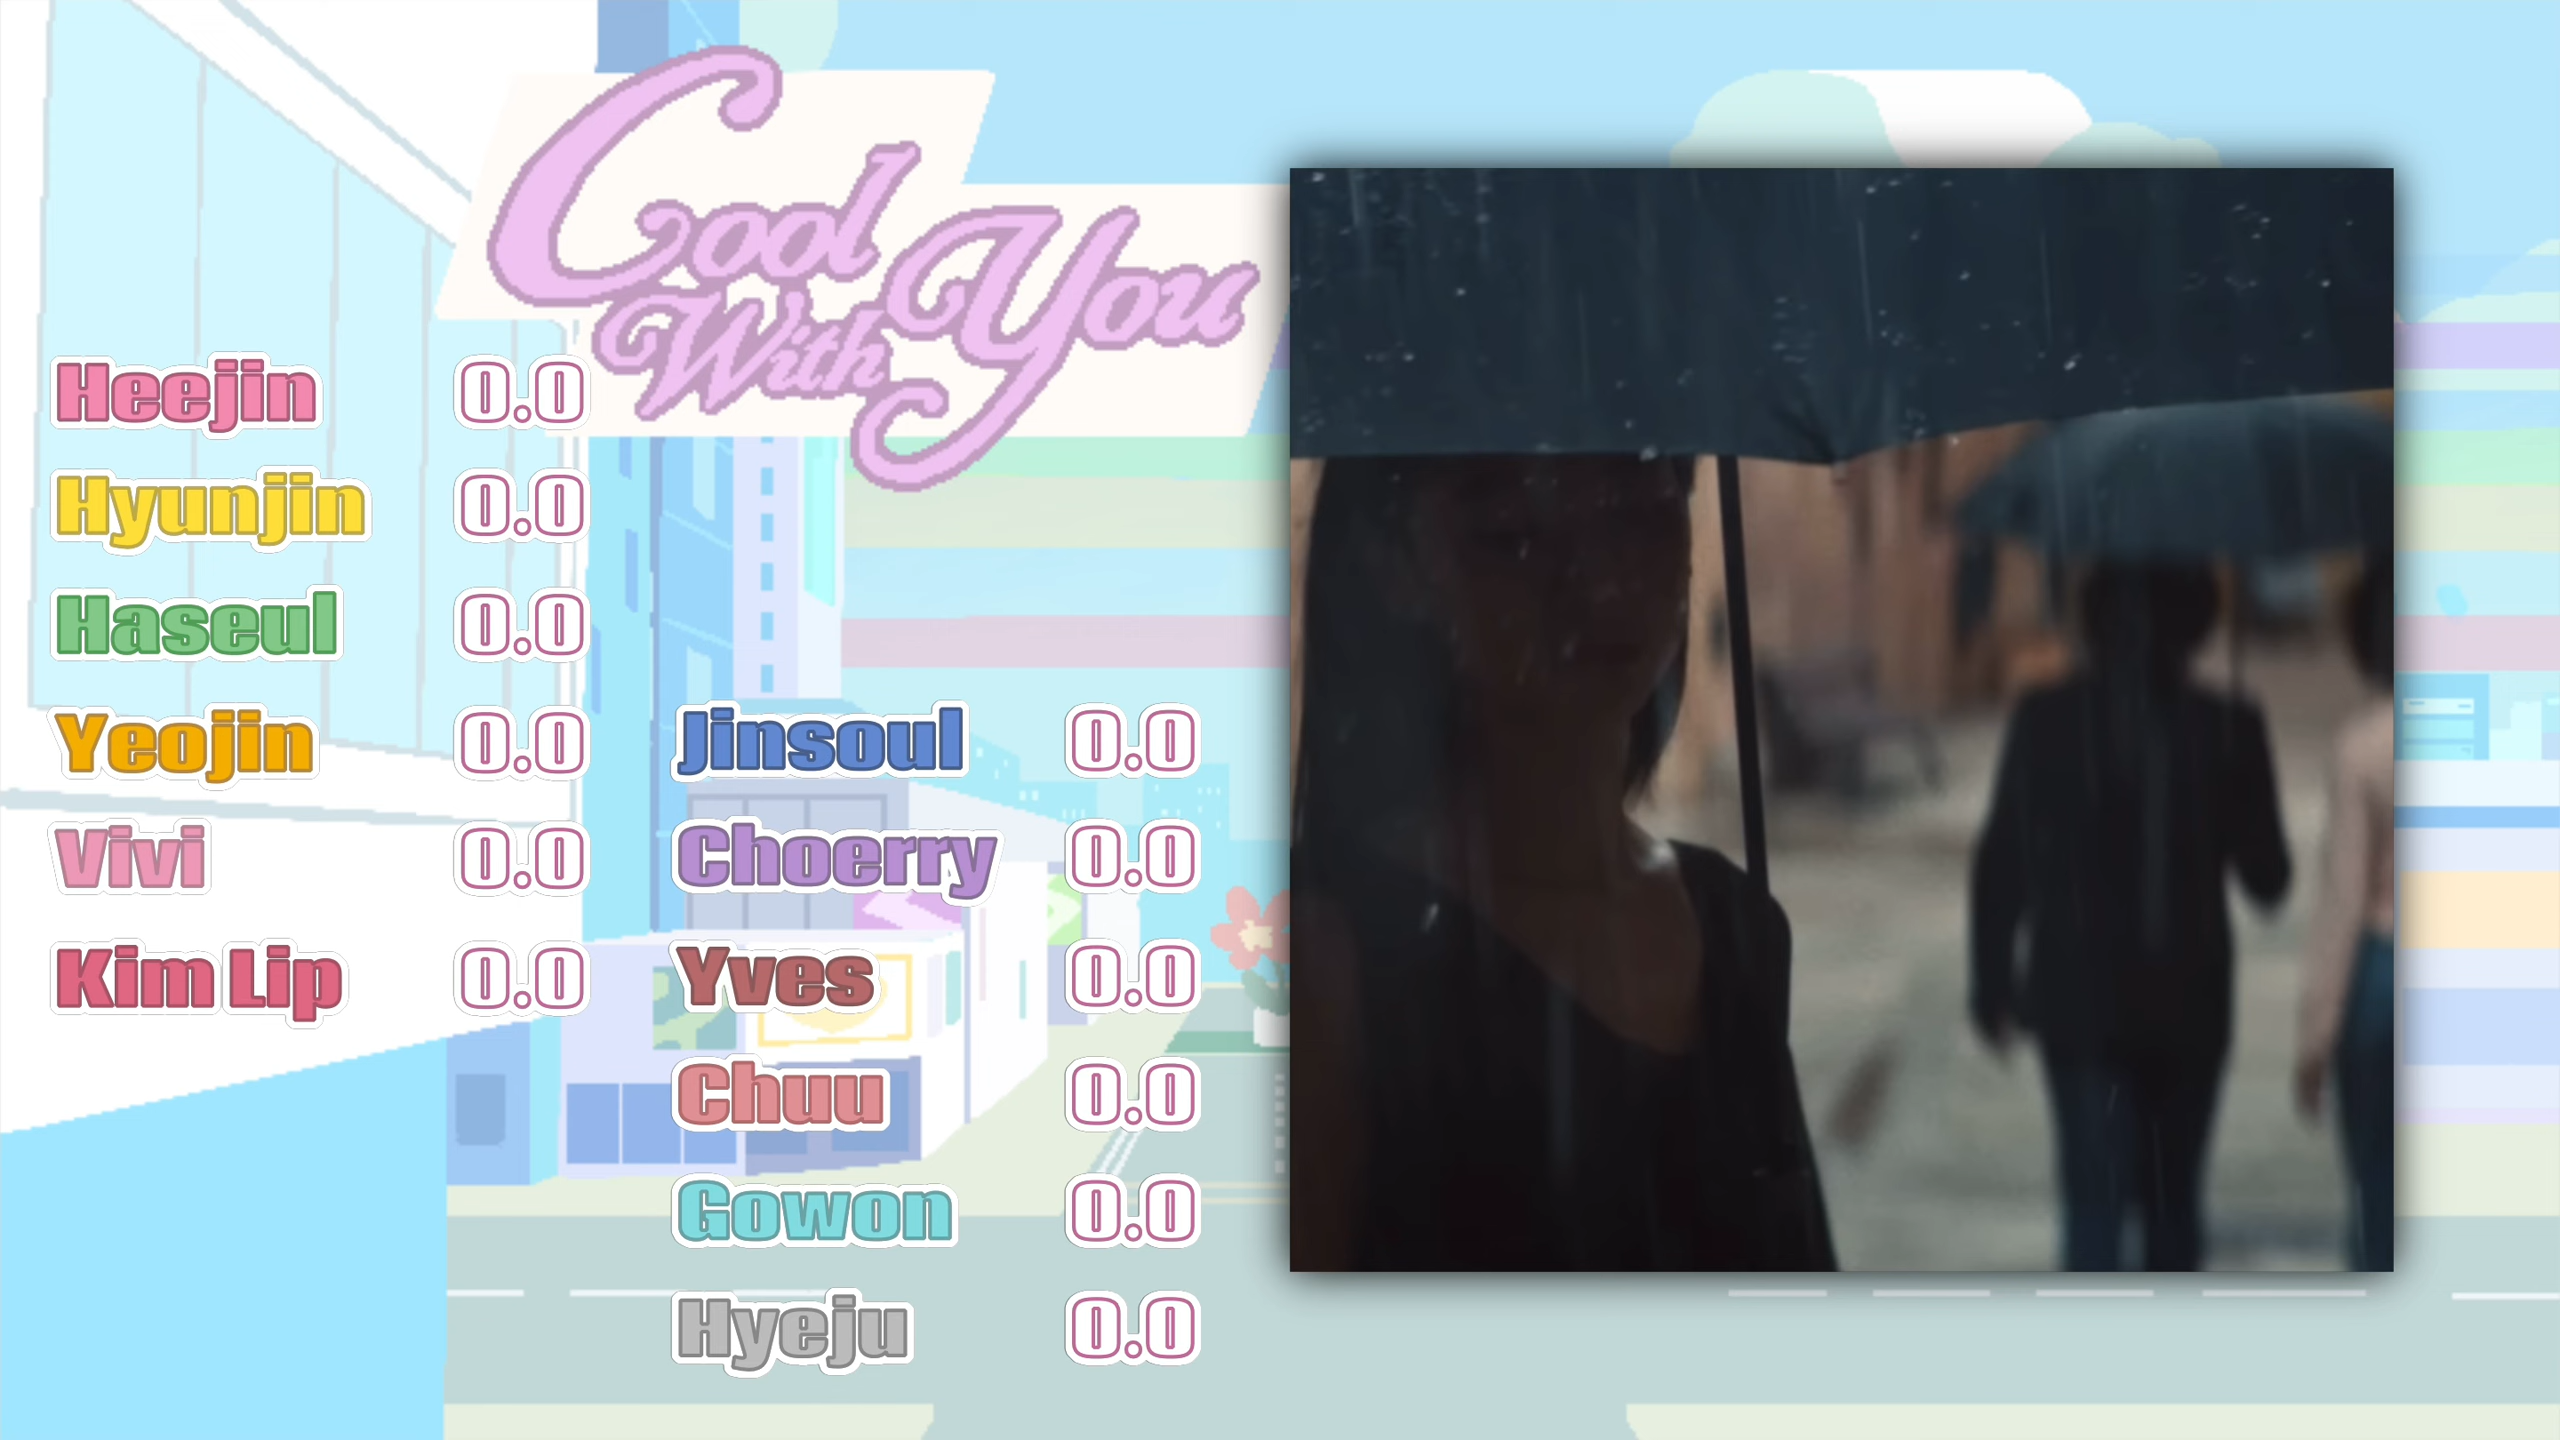 Cool
With You
Heejin 0.0
Hyunjin 0.0
Haseul 0.0
Yeojin 0.0
Vivi 0.0
Kim Lip 0.0
Jinsoul 0.0
Choerry 0.0
Yves 0.0
Chuu 0.0
Gowon 0.0
Hyeju 0.0